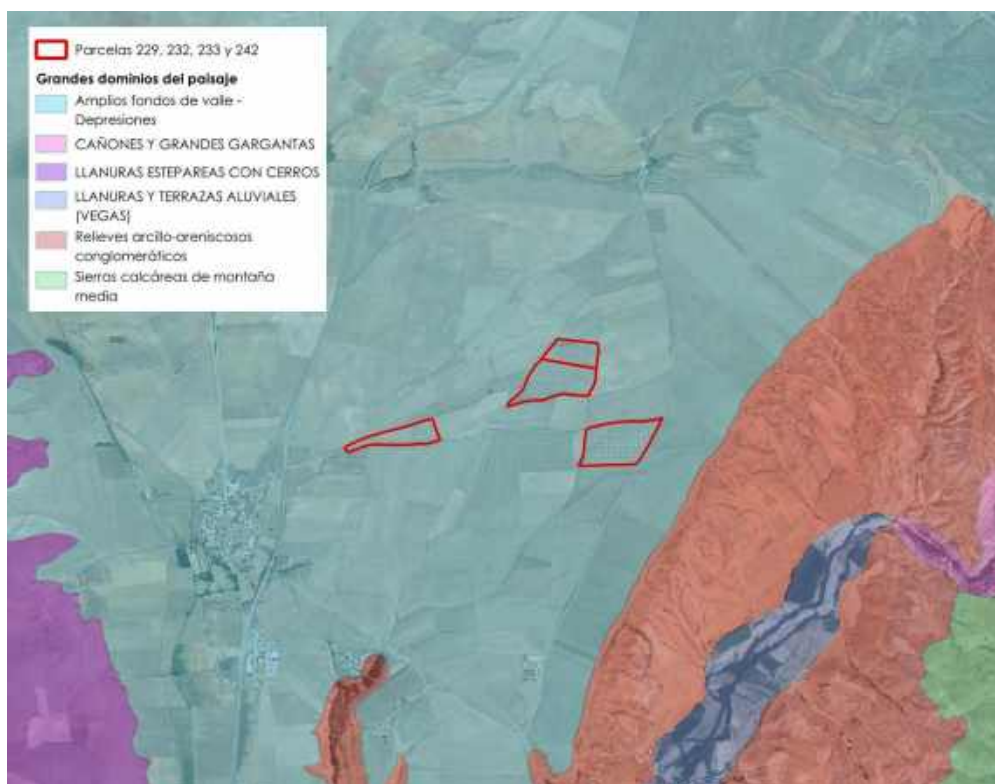 Parcelas 229, 232, 233 y 242
Grandes dominios del paisaje
Amplios fondos de valle -
Depresiones
CAÑONES Y GRANDES GARGANTAS
LLANURAS ESTEPAREAS CON CERROS
LLANURAS Y TERRAZAS ALUVIALES
(VEGAS)
Relieves arcillo-areniscosos
conglomeráticos
Sierras calcáreas de montaña
media